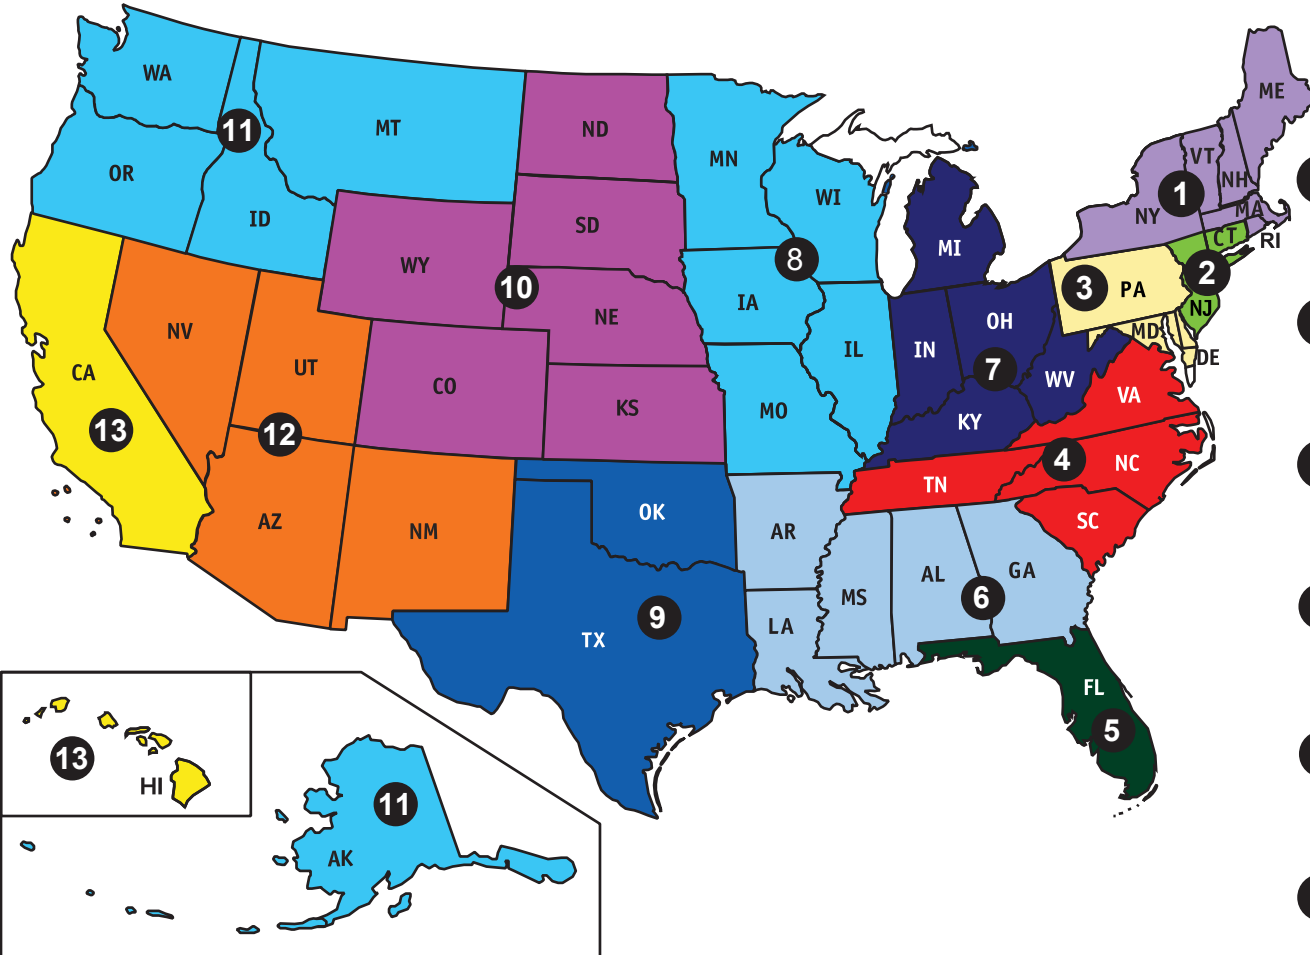 WA
MT
ND
MN
ME
11
OR
ID
SD
WI
MI
VT
NH
1
NY
MA
CT
RI
WY
10
NE
IA
8
3
PA
2
NJ
NV
UT
CO
KS
IL
IN
OH
7
WV
MD
DE
CA
13
12
MO
KY
VA
AZ
NM
OK
AR
TN
4
NC
SC
TX
9
LA
MS
AL
GA
6
FL
5
13
HI
11
AK